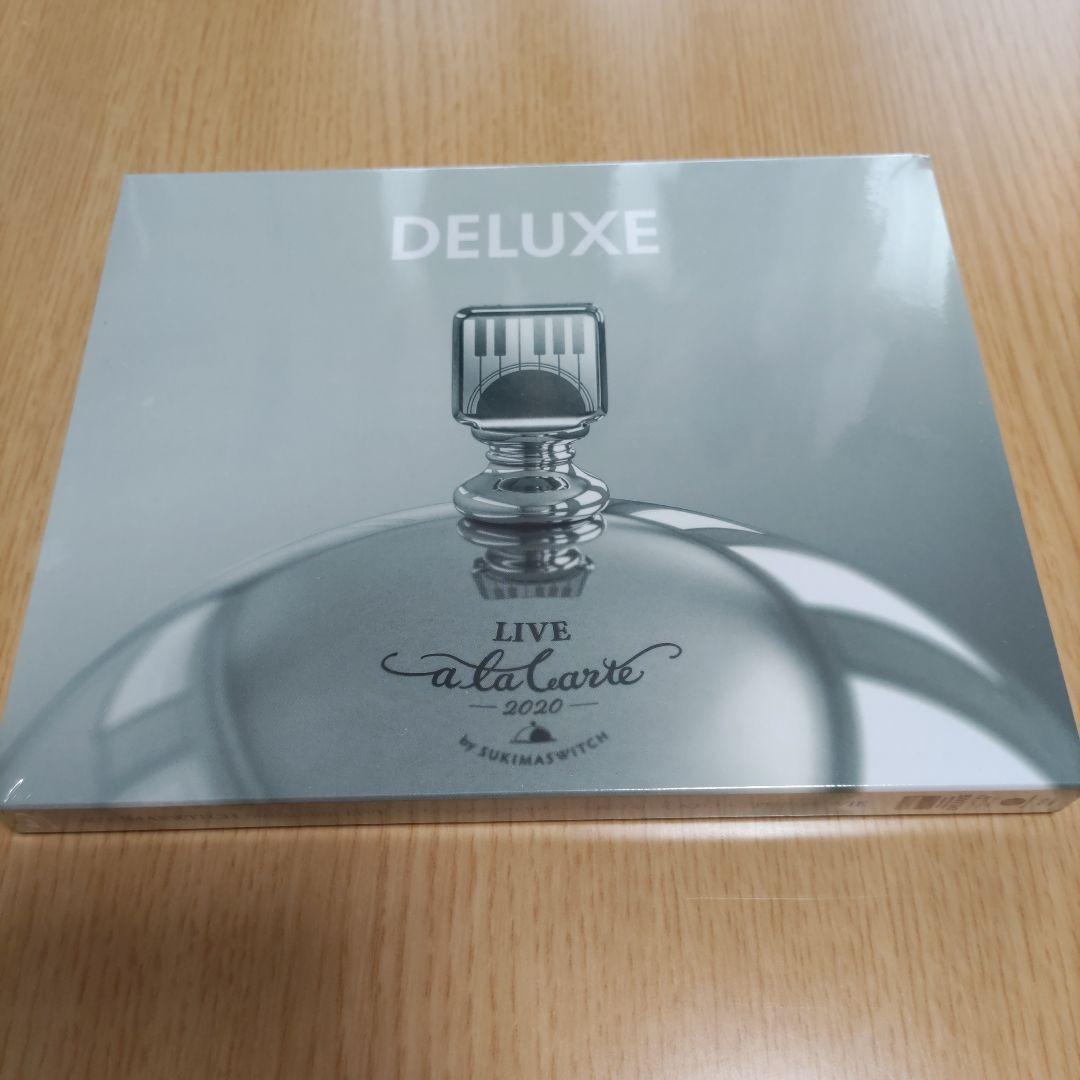 DELUXE
LIVE
a la carte
2020
by SUKIMASWITCH